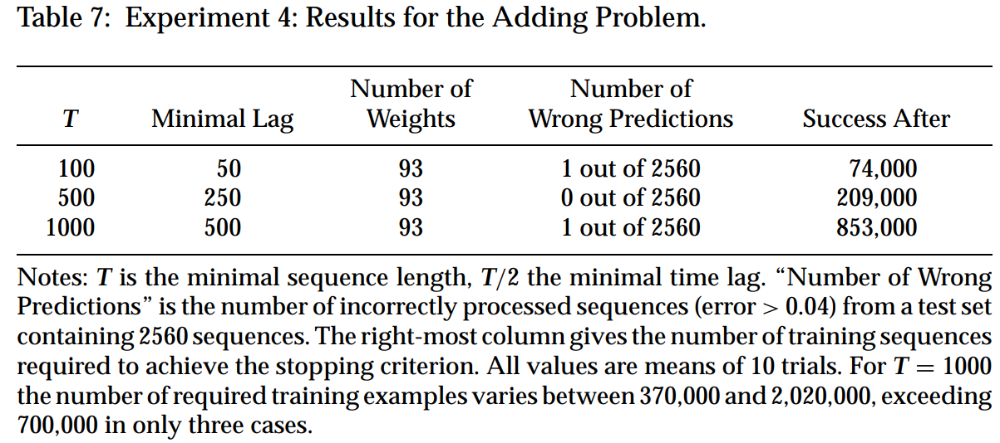 Table 7: Experiment 4: Results for the Adding Problem.
Number of Number of
T Minimal Lag Weights Wrong Predictions Success After
100 50 93 1 out of 2560 74,000
500 250 93 0 out of 2560 209,000
1000 500 93 1 out of 2560 853,000
Notes: T is the minimal sequence length, T/2 the minimal time lag. “Number of Wrong
Predictions” is the number of incorrectly processed sequences (error > 0.04) from a test set
containing 2560 sequences. The right-most column gives the number of training sequences
required to achieve the stopping criterion. All values are means of 10 trials. For T = 1000
the number of required training examples varies between 370,000 and 2,020,000, exceeding
700,000 in only three cases.